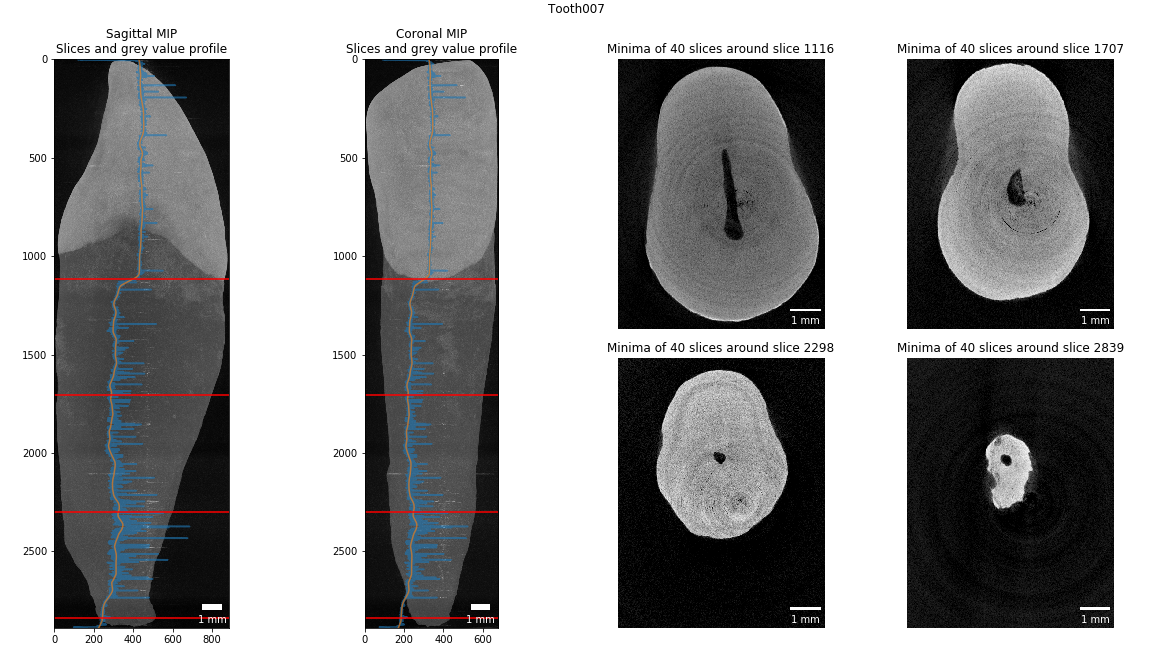 Tooth007
Sagittal MIP
Slices and grey value profile
0
500
1000
1500
2000
2500
0
200
400
600
800
1 mm
Coronal MIP
Slices and grey value profile
0
500
1000
1500
2000
2500
0
200
400
600
1 mm
Minima of 40 slices around slice 1116
1 mm
Minima of 40 slices around slice 1707
1 mm
Minima of 40 slices around slice 2298
1 mm
Minima of 40 slices around slice 2839
1 mm